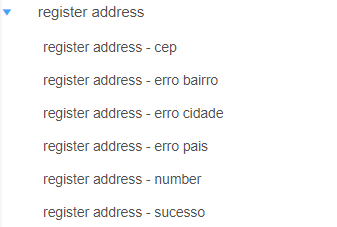 register address
register address - cep
register address - erro bairro
register address - erro cidade
register address - erro pais
register address - number
register address - sucesso